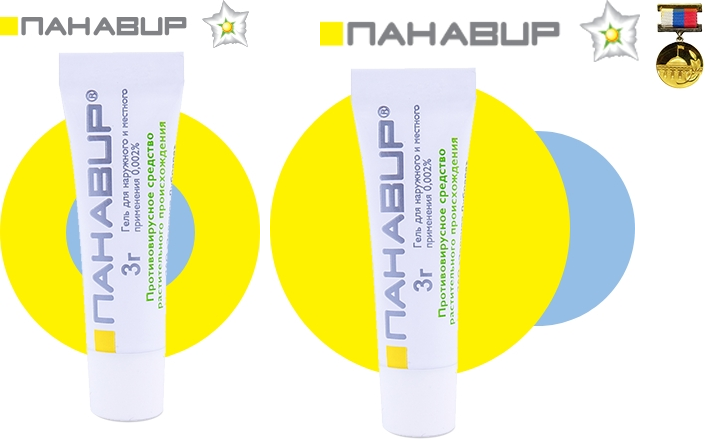 ПАНАВИР
ПАНАВИР®
Гель для наружного и местного
применения 0,002%
3г
Противовирусное средство
растительного происхождения
ПАНАВИР
ПАНАВИР®
Гель для наружного и местного
применения 0,002%
3г
Противовирусное средство
растительного происхождения